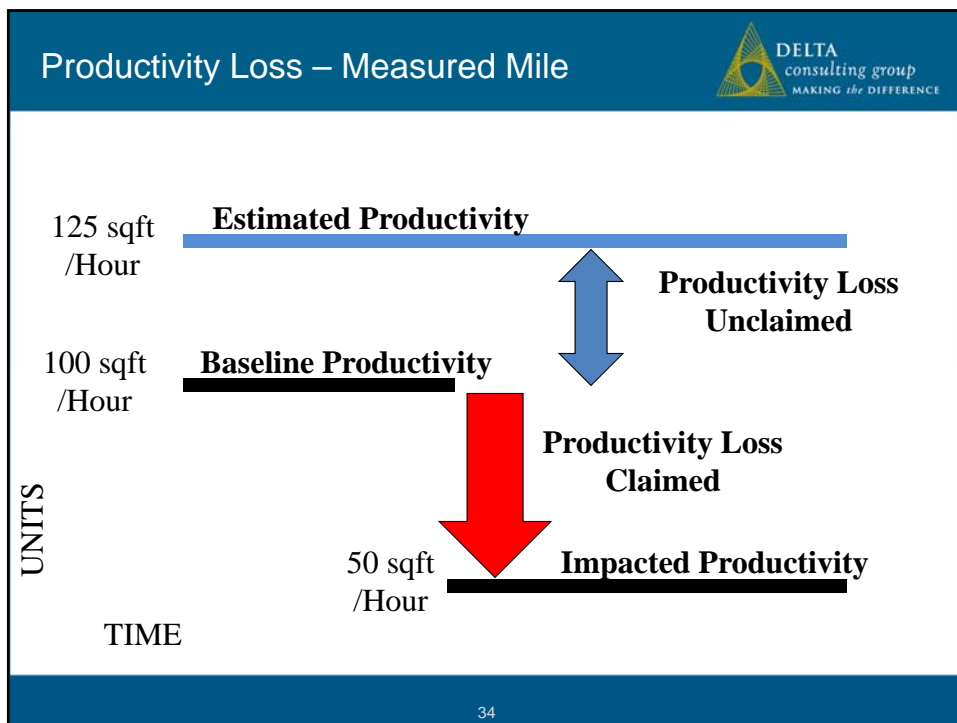 Productivity Loss – Measured Mile
DELTA
consulting group
MAKING the DIFFERENCE
125 sqft
/Hour
Estimated Productivity
Productivity Loss
Unclaimed
100 sqft
/Hour
Baseline Productivity
Productivity Loss
Claimed
UNITS
50 sqft
/Hour
Impacted Productivity
TIME
34